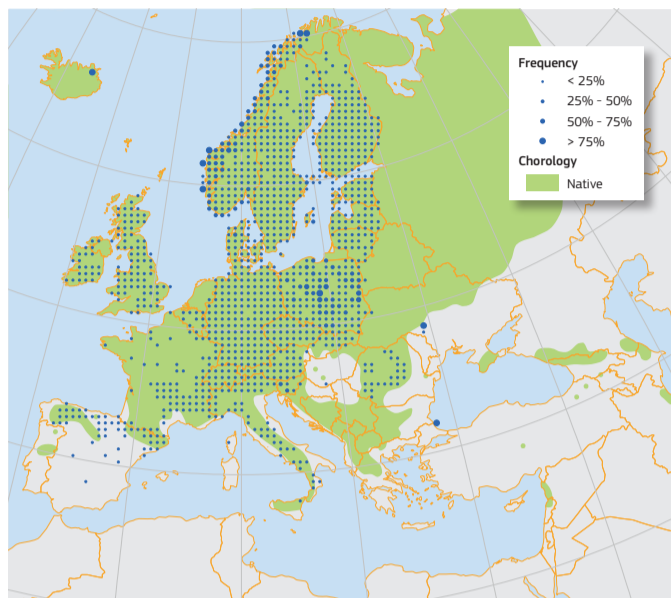 Frequency
< 25%
25% - 50%
50% - 75%
> 75%
Chorology
Native